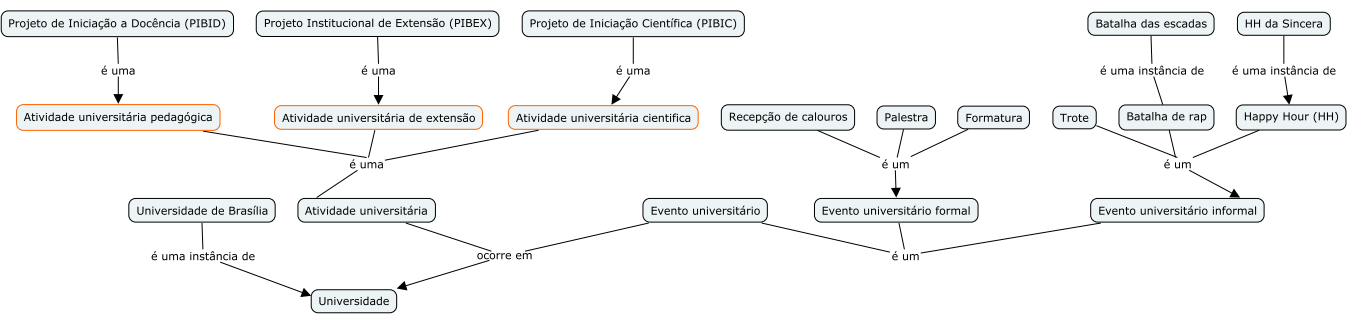 Projeto de Iniciação a Docência (PIBID)
Projeto Institucional de Extensão (PIBEX)
Projeto de Iniciação Científica (PIBIC)
Batalha das escadas
HH da Sincera
é uma
é uma
é uma
é uma instância de
é uma instância de
Atividade universitária pedagógica
Atividade universitária de extensão
Atividade universitária cientifica
Recepção de calouros
Palestra
Formatura
Trote
Batalha de rap
Happy Hour (HH)
é uma
é um
é um
Universidade de Brasília
Atividade universitária
Evento universitário
Evento universitário formal
Evento universitário informal
é uma instância de
ocorre em
é um
Universidade